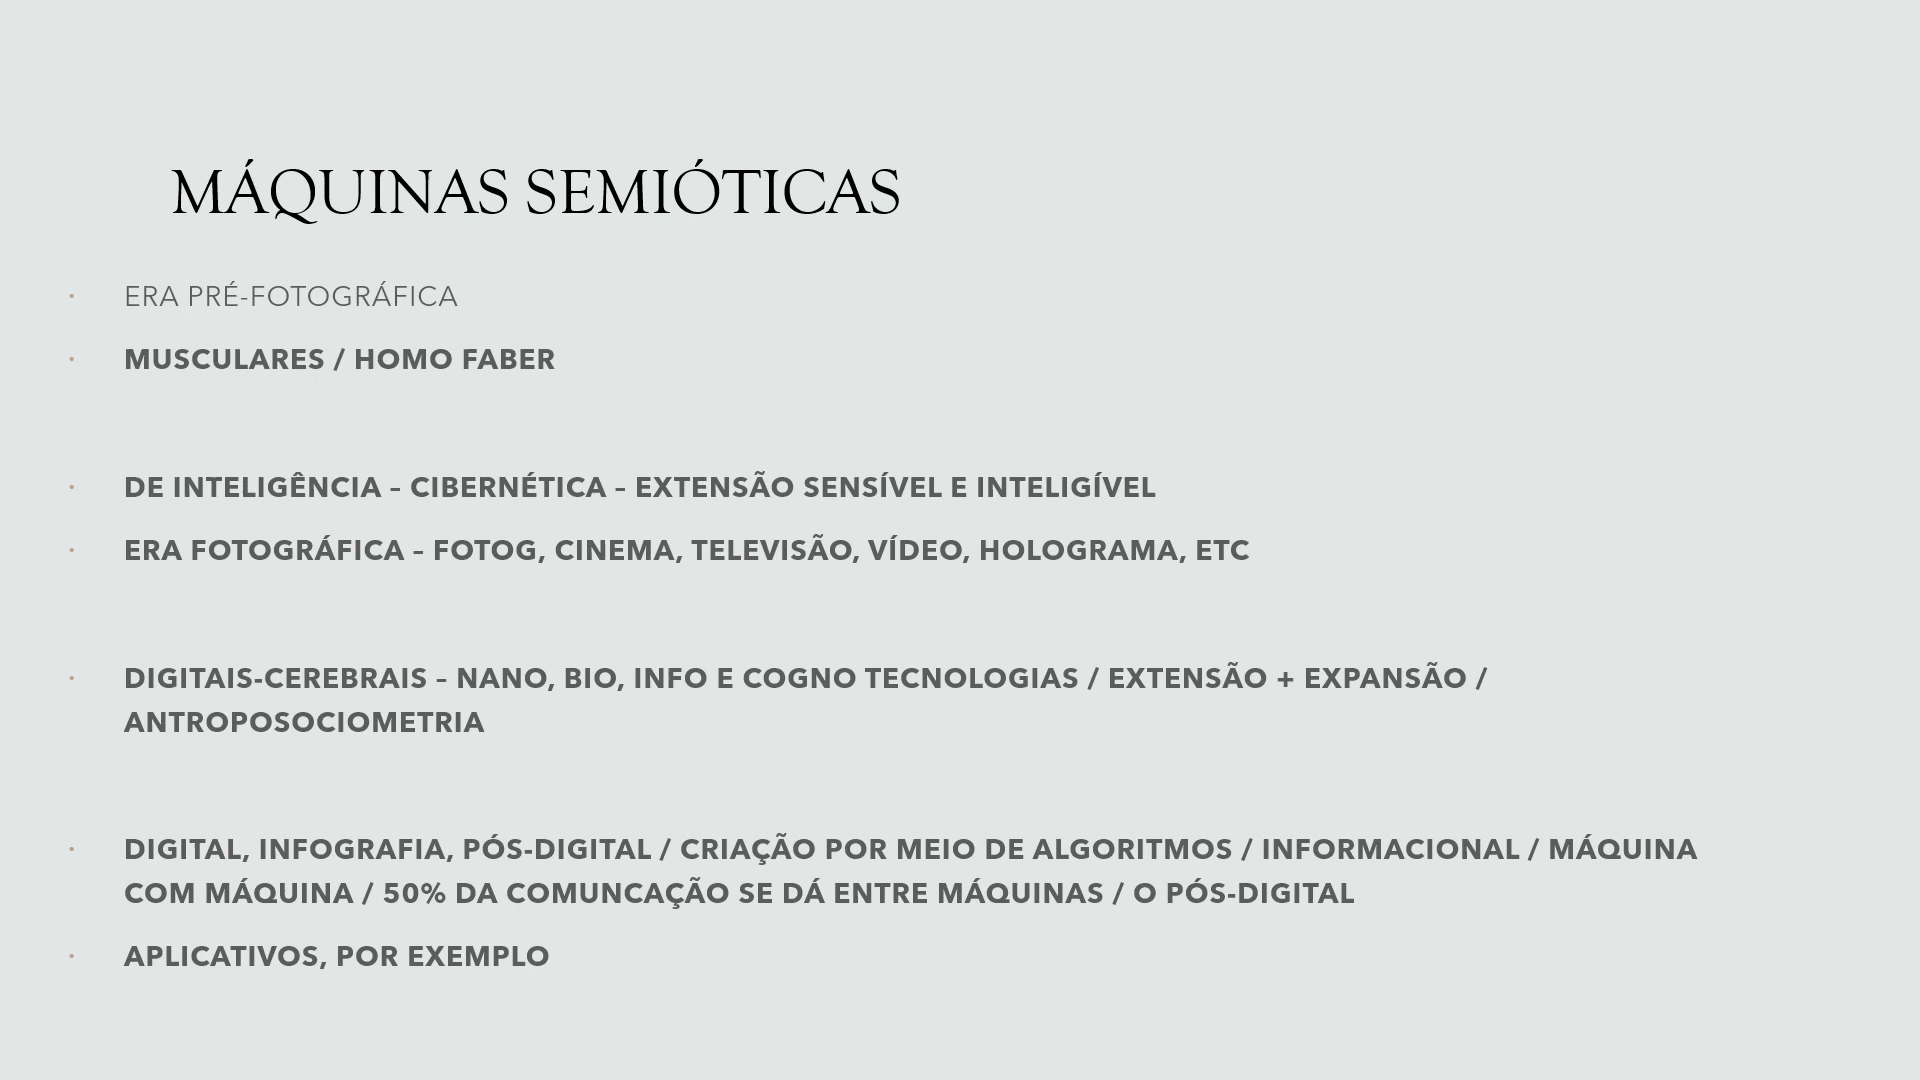 MÁQUINAS SEMIÓTICAS
• ERA PRÉ-FOTOGRÁFICA
• MUSCULARES / HOMO FABER
• DE INTELIGÊNCIA – CIBERNÉTICA – EXTENSÃO SENSÍVEL E INTELIGÍVEL
• ERA FOTOGRÁFICA – FOTOG, CINEMA, TELEVISÃO, VÍDEO, HOLOGRAMA, ETC
• DIGITAIS-CEREBRAIS – NANO, BIO, INFO E COGNO TECNOLOGIAS / EXTENSÃO + EXPANSÃO /
ANTROPOSOCIOMETRIA
• DIGITAL, INFOGRAFIA, PÓS-DIGITAL / CRIAÇÃO POR MEIO DE ALGORITMOS / INFORMACIONAL / MÁQUINA
COM MÁQUINA / 50% DA COMUNCAÇÃO SE DÁ ENTRE MÁQUINAS / O PÓS-DIGITAL
• APLICATIVOS, POR EXEMPLO